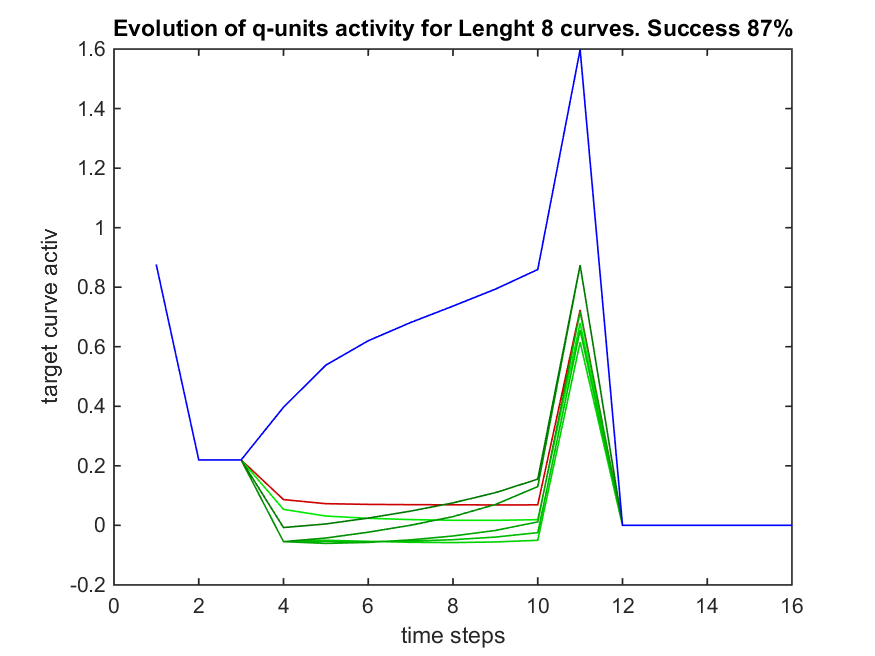 Evolution of q-units activity for Lenght 8 curves. Success 87%
1.6
1.4
1.2
1
0.8
0.6
0.4
0.2
0
-0.2
target curve activ
0 2 4 6 8 10 12 14 16
time steps